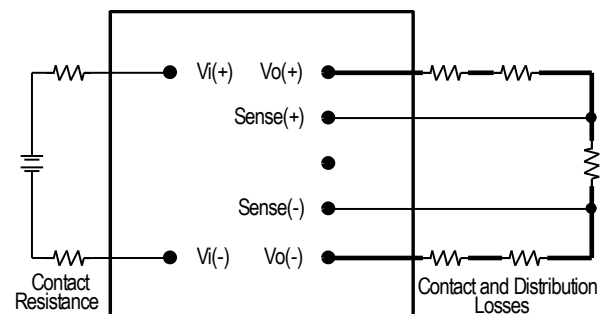 Vi(+) Vo(+)
Sense(+)
Sense(-)
Vi(-) Vo(-)
Contact
Resistance
Contact and Distribution
Losses